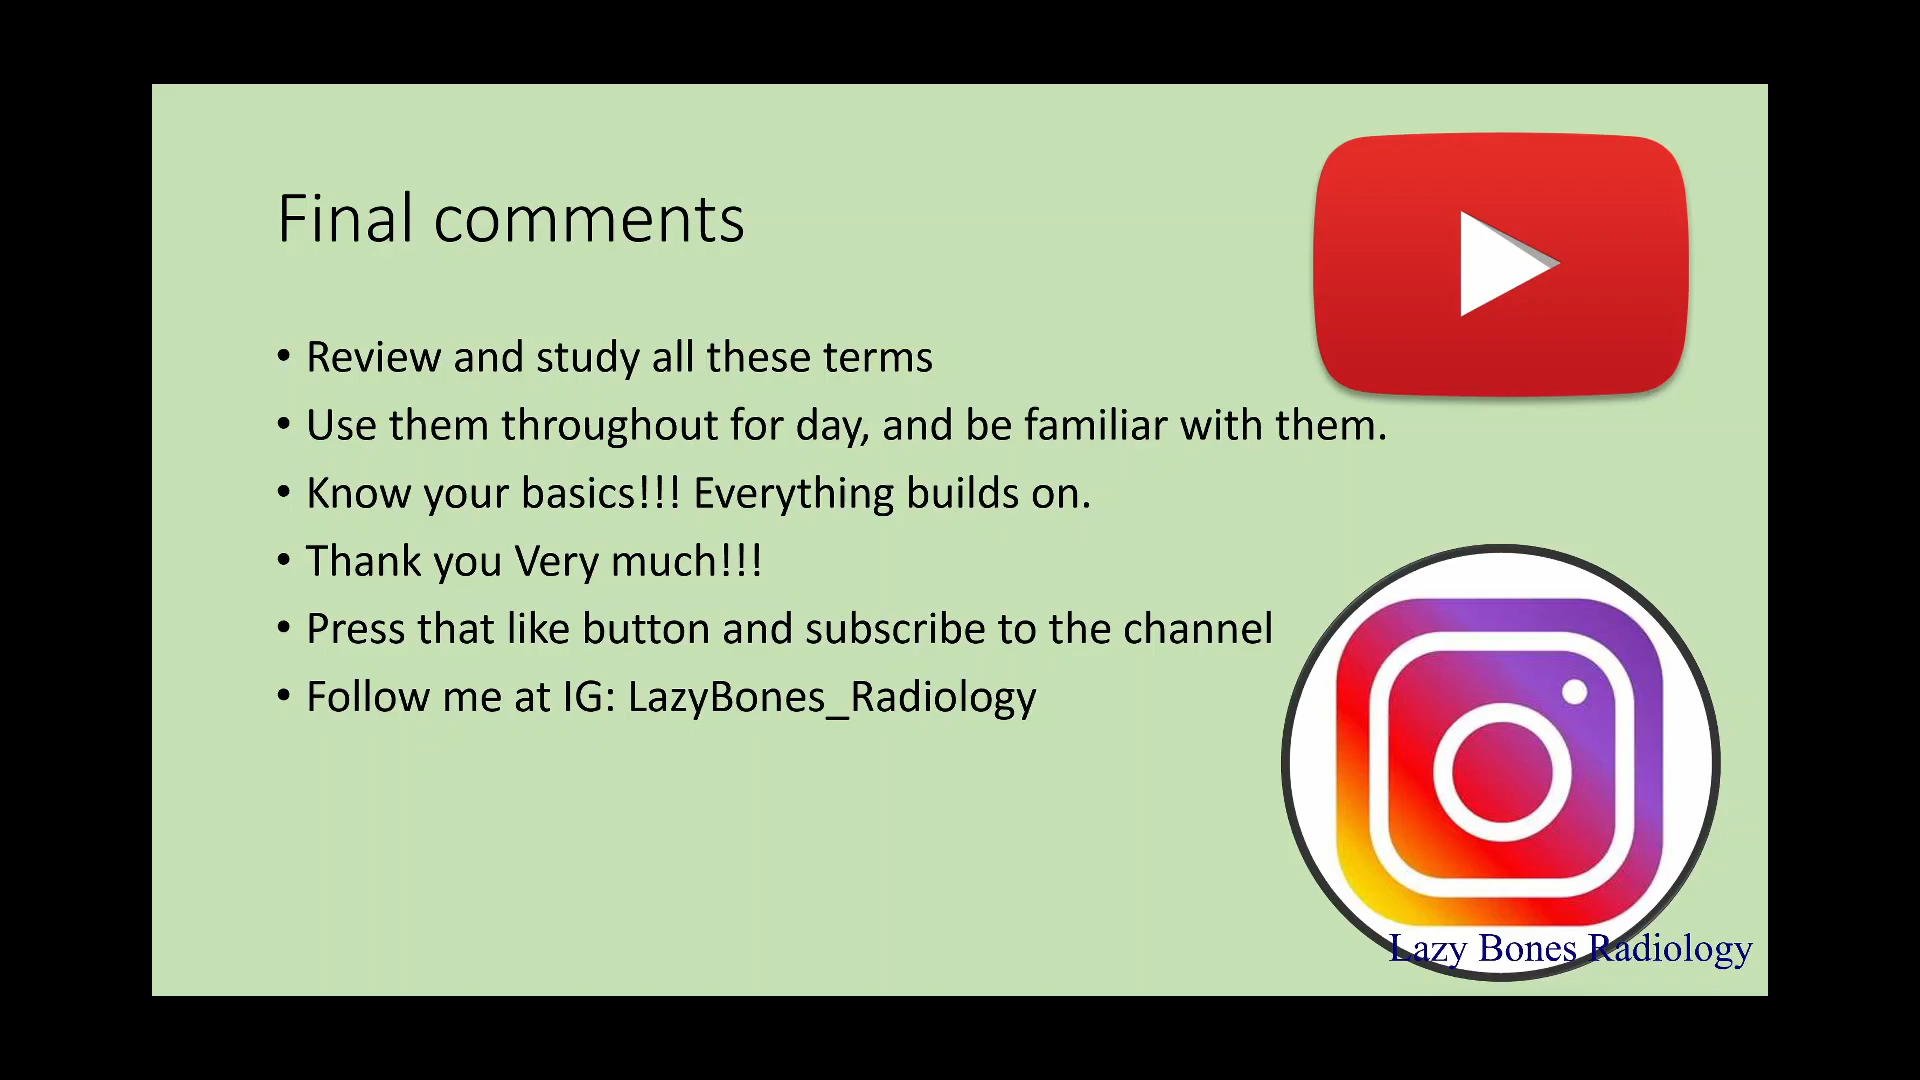 Final comments
• Review and study all these terms
• Use them throughout for day, and be familiar with them.
• Know your basics!!! Everything builds on.
• Thank you Very much!!!
• Press that like button and subscribe to the channel
• Follow me at IG: LazyBones_Radiology
Lazy Bones Radiology